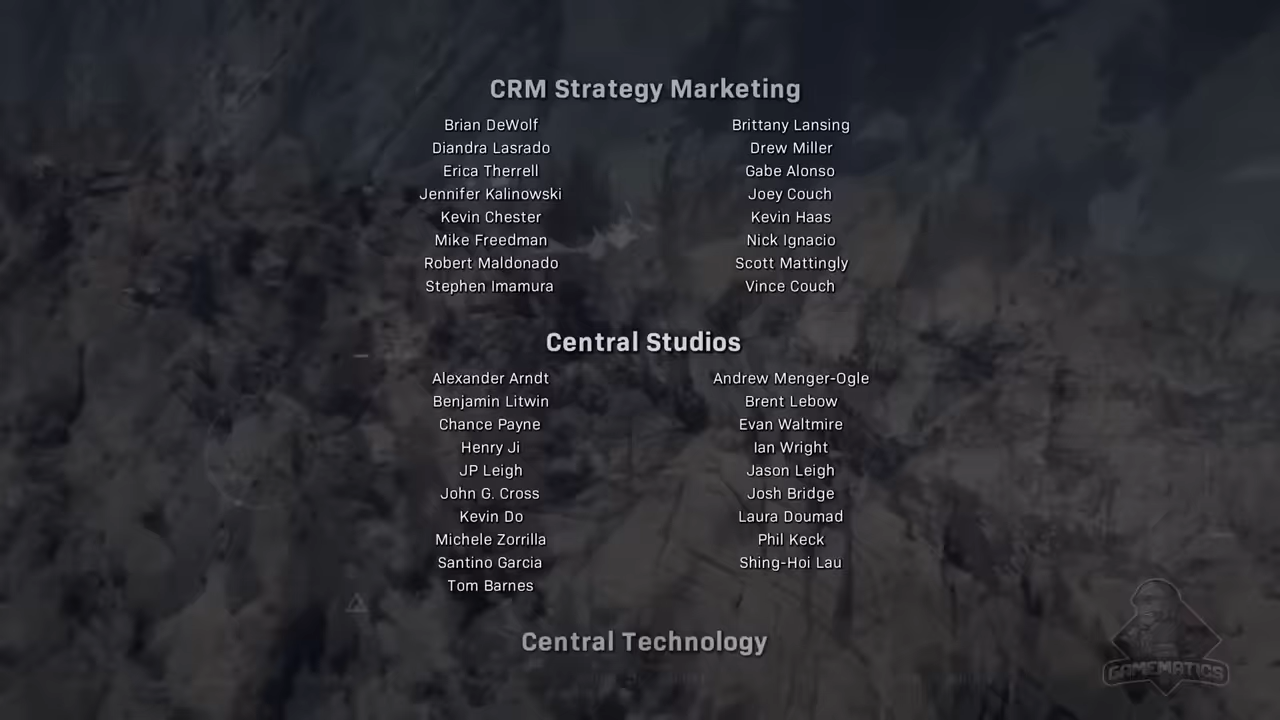 CRM Strategy Marketing
Brian DeWolf Brittany Lansing
Diandra Lasrado Drew Miller
Erica Therrell Gabe Alonso
Jennifer Kalinowski Joey Couch
Kevin Chester Kevin Haas
Mike Freedman Nick Ignacio
Robert Maldonado Scott Mattingly
Stephen Imamura Vince Couch
Central Studios
Alexander Arndt Andrew Menger-Ogle
Benjamin Litwin Brent Lebow
Chance Payne Evan Waltmire
Henry Ji Ian Wright
JP Leigh Jason Leigh
John G. Cross Josh Bridge
Kevin Do Laura Doumad
Michele Zorrilla Phil Keck
Santino Garcia Shing-Hoi Lau
Tom Barnes
Central Technology
GAMEMATICS